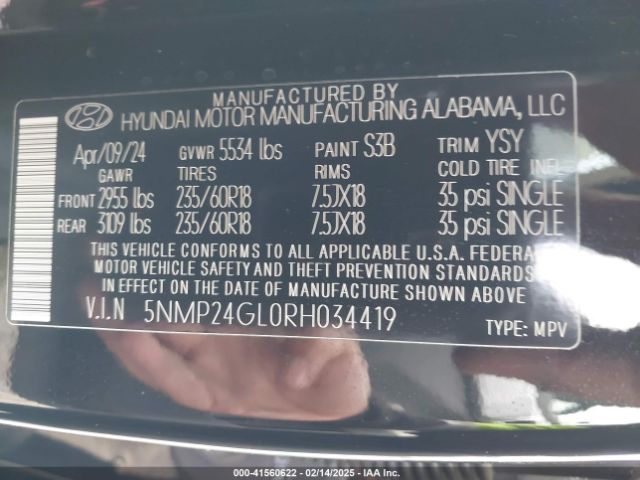 MANUFACTURED BY
HYUNDAI MOTOR MANUFACTURING ALABAMA, LLC
Apr/09/24 GVWR 5534 lbs PAINT S3B TRIM YSY
GAWR TIRES RIMS COLD TIRE INFL
FRONT 2955 lbs 235/60R18 7.5JX18 35 psi SINGLE
REAR 3109 lbs 235/60R18 7.5JX18 35 psi SINGLE
THIS VEHICLE CONFORMS TO ALL APPLICABLE U.S.A. FEDERA
MOTOR VEHICLE SAFETY AND THEFT PREVENTION STANDARDS
IN EFFECT ON THE DATE OF MANUFACTURE SHOWN ABOVE.
V.I.N 5NMP24GL0RH034419 TYPE: MPV
000-41560622 - 02/14/2025 - IAA Inc.